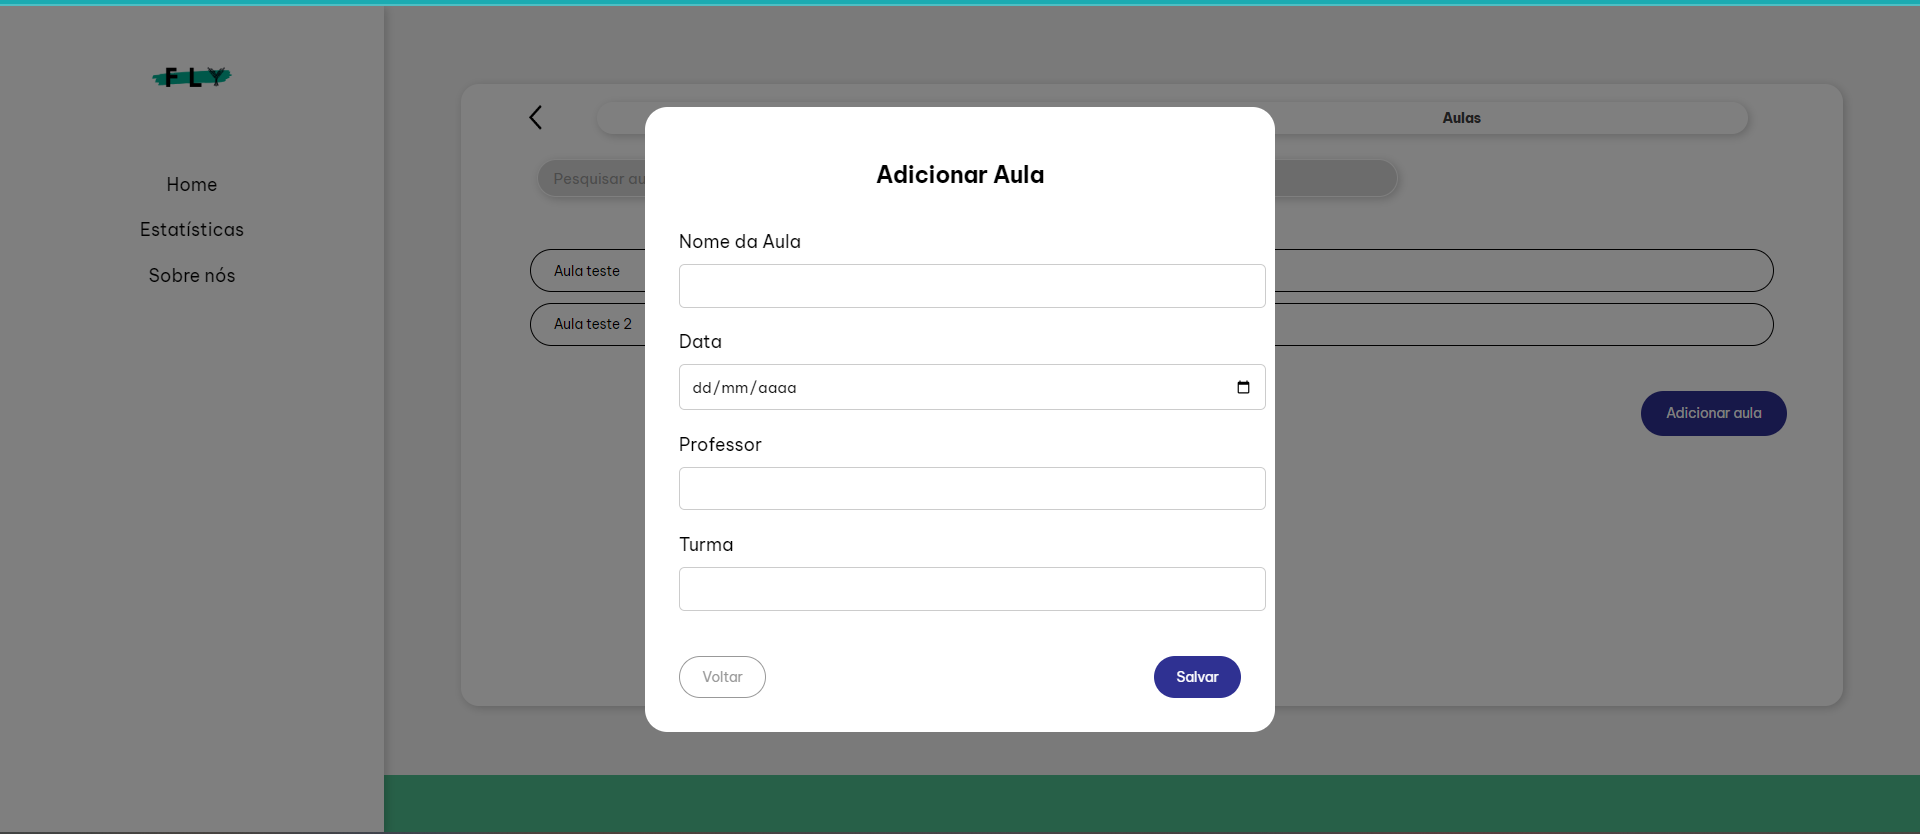 FLY
Home
Estatísticas
Sobre nós
Aulas
Pesquisar au
Aula teste
Aula teste 2
Adicionar aula
Adicionar Aula
Nome da Aula
Data
dd/mm/aaaa
Professor
Turma
Voltar
Salvar